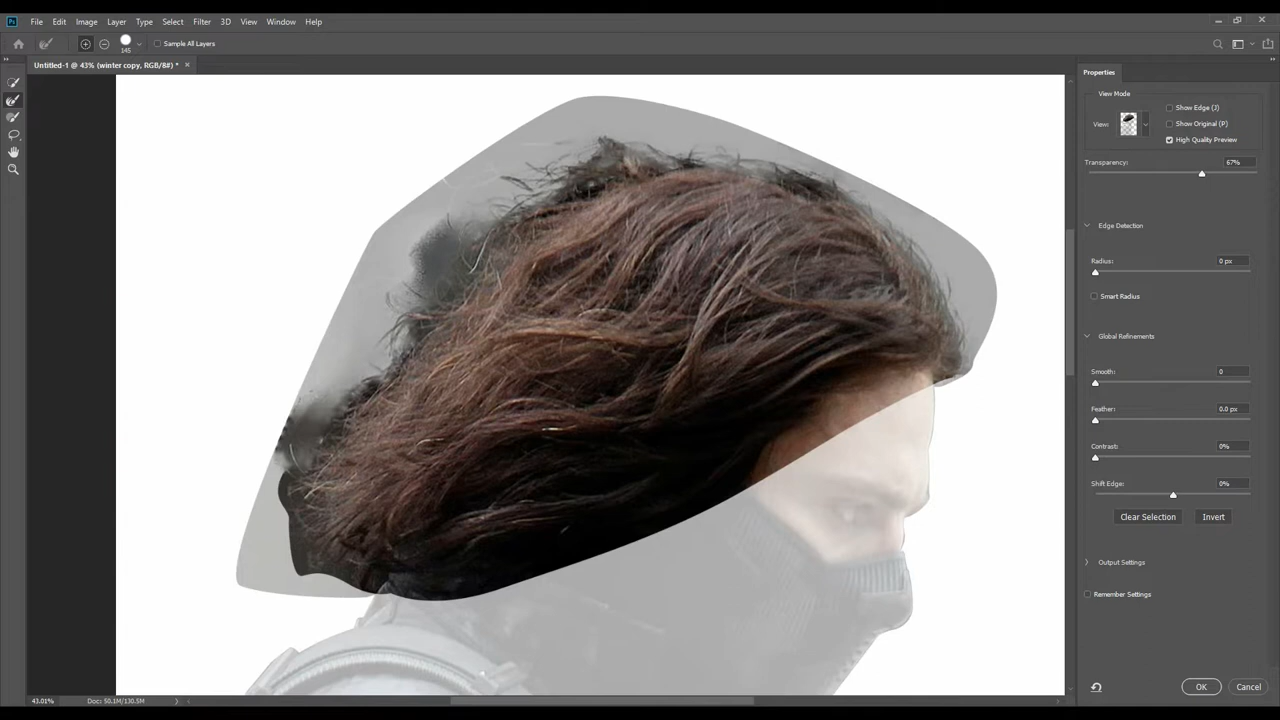 Ps File Edit Image Layer Type Select Filter 3D View Window Help
145 Sample All Layers
Untitled-1 @ 43% (winter copy, RGB/8#) * ×
Properties
View Mode
View:
Show Edge (J)
Show Original (P)
High Quality Preview
Transparency: 67%
Edge Detection
Radius: 0 px
Smart Radius
Global Refinements
Smooth: 0
Feather: 0.0 px
Contrast: 0%
Shift Edge: 0%
Clear Selection Invert
Output Settings
Remember Settings
OK Cancel
43.01% Doc: 50.1M/130.5M